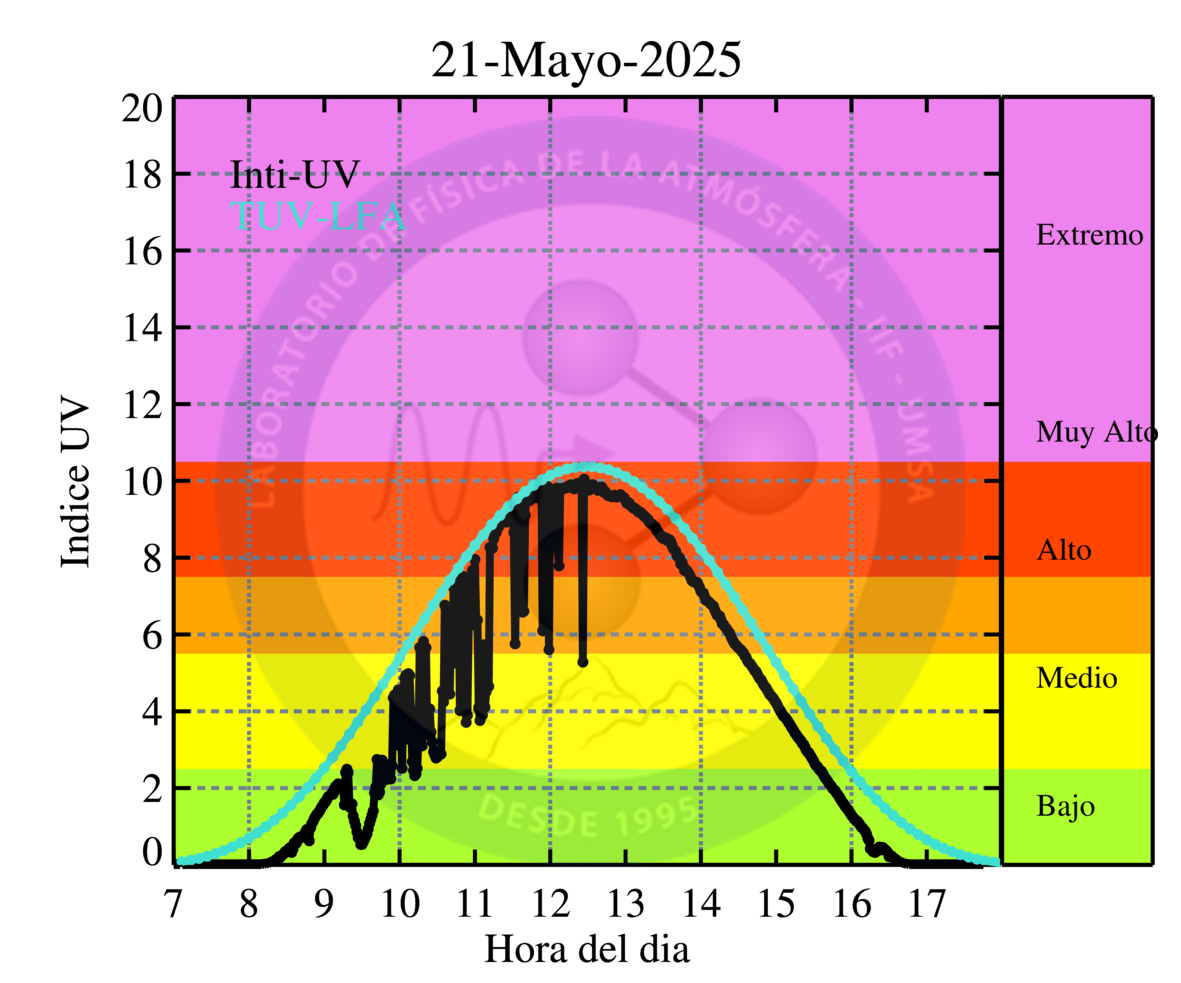 21-Mayo-2025
20
18
16
14
12
10
8
6
4
2
0
Indice UV
Inti-UV
TUV-LFA
LABORATORIO DE FÍSICA DE LA ATMÓSFERA - IIF - UMSA
DESDE 1995
Extremo
Muy Alto
Alto
Medio
Bajo
7 8 9 10 11 12 13 14 15 16 17
Hora del dia